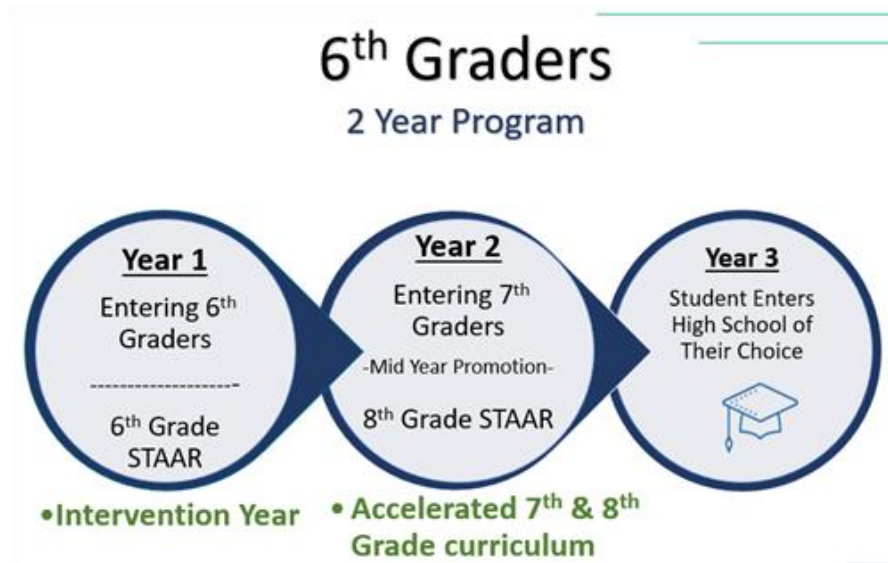 6th Graders
2 Year Program
Year 1
Entering 6th
Graders
-------------------
6th Grade
STAAR
•Intervention Year
Year 2
Entering 7th
Graders
-Mid Year Promotion-
8th Grade STAAR
• Accelerated 7th & 8th
Grade curriculum
Year 3
Student Enters
High School of
Their Choice